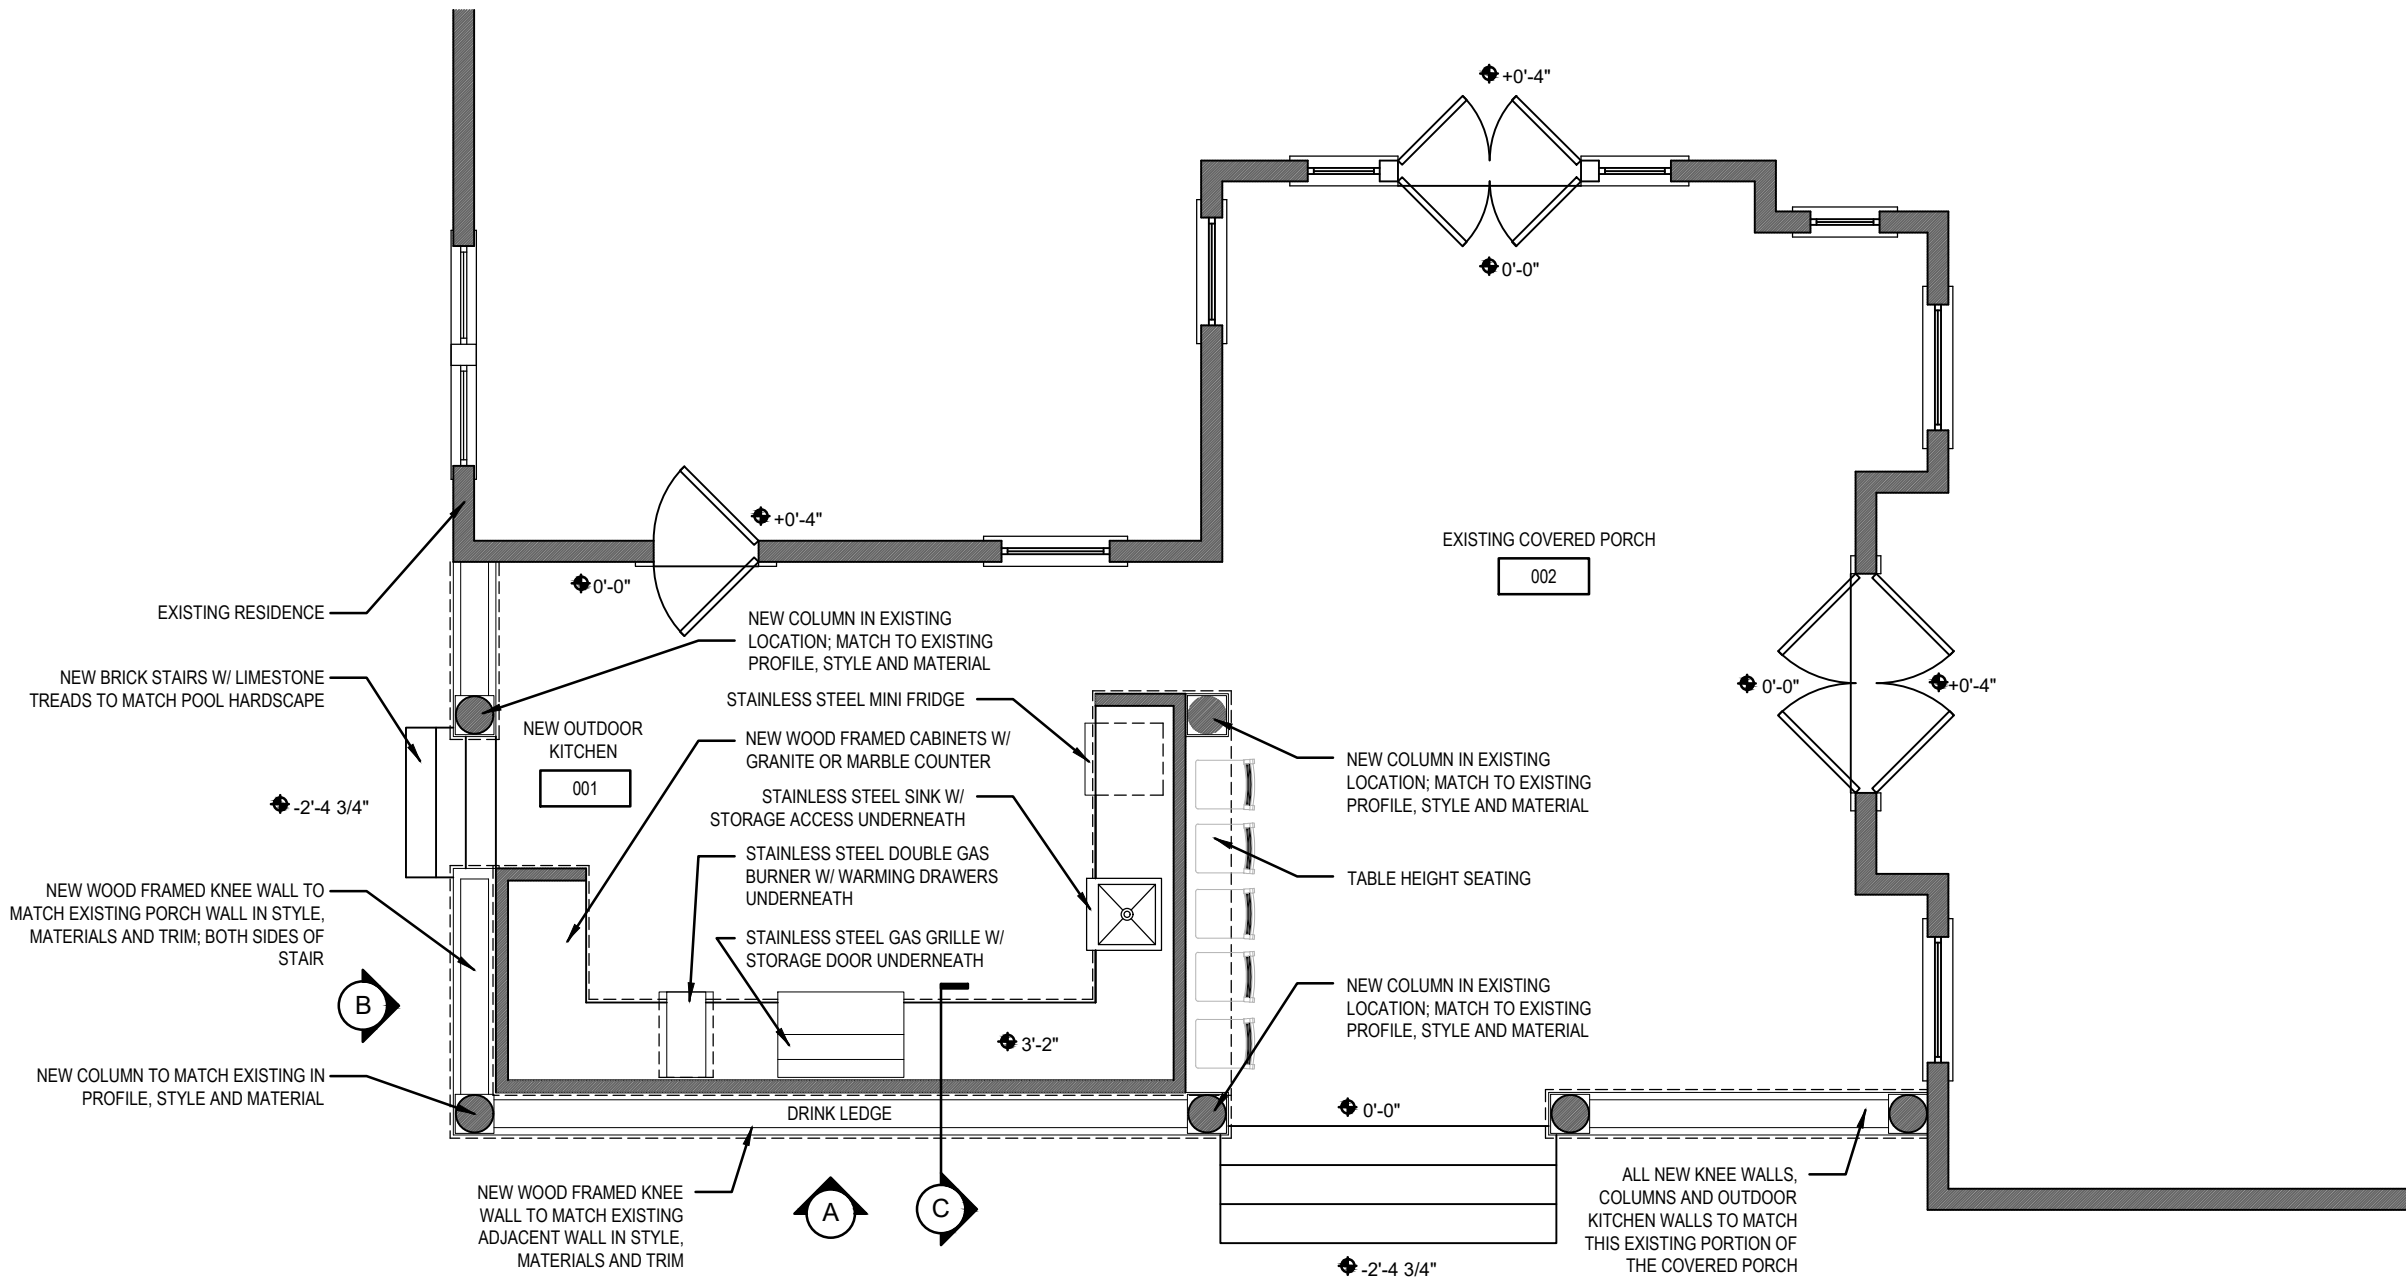 +0'-4"
0'-0"
+0'-4"
0'-0"
EXISTING COVERED PORCH
002
EXISTING RESIDENCE
NEW COLUMN IN EXISTING
LOCATION; MATCH TO EXISTING
PROFILE, STYLE AND MATERIAL
NEW BRICK STAIRS W/ LIMESTONE
TREADS TO MATCH POOL HARDSCAPE
0'-0"
+0'-4"
STAINLESS STEEL MINI FRIDGE
NEW OUTDOOR
KITCHEN
001
NEW WOOD FRAMED CABINETS W/
GRANITE OR MARBLE COUNTER
NEW COLUMN IN EXISTING
LOCATION; MATCH TO EXISTING
PROFILE, STYLE AND MATERIAL
-2'-4 3/4"
STAINLESS STEEL SINK W/
STORAGE ACCESS UNDERNEATH
STAINLESS STEEL DOUBLE GAS
BURNER W/ WARMING DRAWERS
UNDERNEATH
TABLE HEIGHT SEATING
NEW WOOD FRAMED KNEE WALL TO
MATCH EXISTING PORCH WALL IN STYLE,
MATERIALS AND TRIM; BOTH SIDES OF
STAIR
STAINLESS STEEL GAS GRILLE W/
STORAGE DOOR UNDERNEATH
B
NEW COLUMN IN EXISTING
LOCATION; MATCH TO EXISTING
PROFILE, STYLE AND MATERIAL
3'-2"
NEW COLUMN TO MATCH EXISTING IN
PROFILE, STYLE AND MATERIAL
DRINK LEDGE
0'-0"
NEW WOOD FRAMED KNEE
WALL TO MATCH EXISTING
ADJACENT WALL IN STYLE,
MATERIALS AND TRIM
A
C
ALL NEW KNEE WALLS,
COLUMNS AND OUTDOOR
KITCHEN WALLS TO MATCH
THIS EXISTING PORTION OF
THE COVERED PORCH
-2'-4 3/4"